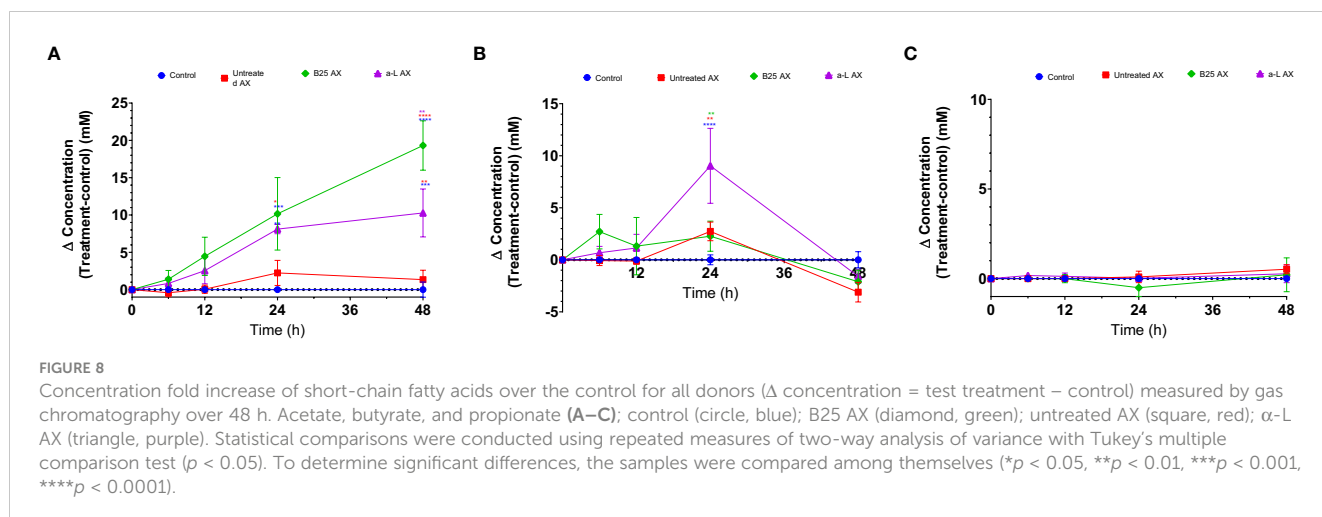 A
B
C
Control
Untreate
d AX
B25 AX
a-L AX
Control
Untreated AX
B25 AX
a-L AX
Control
Untreated AX
B25 AX
a-L AX
Δ Concentration
(Treatment-control) (mM)
25
20
15
10
5
0
0
12
24
36
48
Time (h)
**
****
****
**
***
*
***
**
Δ Concentration
(Treatment-control) (mM)
15
10
5
0
-5
12
24
36
48
Time (h)
**
**
****
Δ Concentration
(Treatment-control) (mM)
10
5
0
0
12
24
36
48
Time (h)
FIGURE 8
Concentration fold increase of short-chain fatty acids over the control for all donors (Δ concentration = test treatment – control) measured by gas
chromatography over 48 h. Acetate, butyrate, and propionate (A–C); control (circle, blue); B25 AX (diamond, green); untreated AX (square, red); α-L
AX (triangle, purple). Statistical comparisons were conducted using repeated measures of two-way analysis of variance with Tukey's multiple
comparison test (p < 0.05). To determine significant differences, the samples were compared among themselves (*p < 0.05, **p < 0.01, ***p < 0.001,
****p < 0.0001).